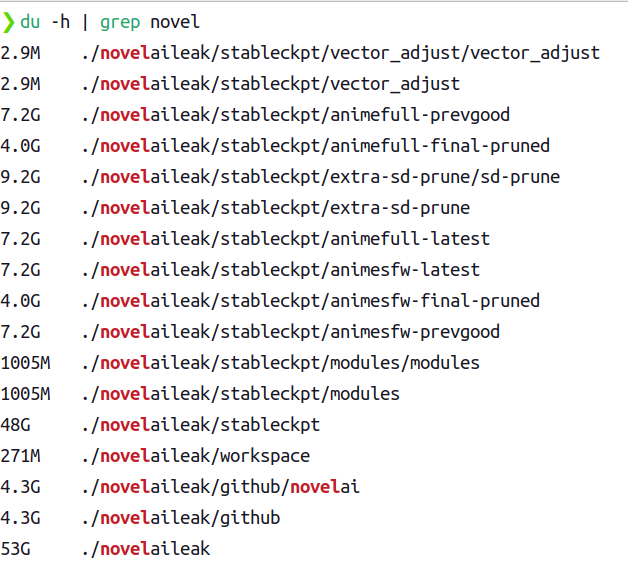 ❯ du -h | grep novel
2.9M ./novelaileak/stableckpt/vector_adjust/vector_adjust
2.9M ./novelaileak/stableckpt/vector_adjust
7.2G ./novelaileak/stableckpt/animefull-prevgood
4.0G ./novelaileak/stableckpt/animefull-final-pruned
9.2G ./novelaileak/stableckpt/extra-sd-prune/sd-prune
9.2G ./novelaileak/stableckpt/extra-sd-prune
7.2G ./novelaileak/stableckpt/animefull-latest
7.2G ./novelaileak/stableckpt/animesfw-latest
4.0G ./novelaileak/stableckpt/animesfw-final-pruned
7.2G ./novelaileak/stableckpt/animesfw-prevgood
1005M ./novelaileak/stableckpt/modules/modules
1005M ./novelaileak/stableckpt/modules
48G ./novelaileak/stableckpt
271M ./novelaileak/workspace
4.3G ./novelaileak/github/novelai
4.3G ./novelaileak/github
53G ./novelaileak